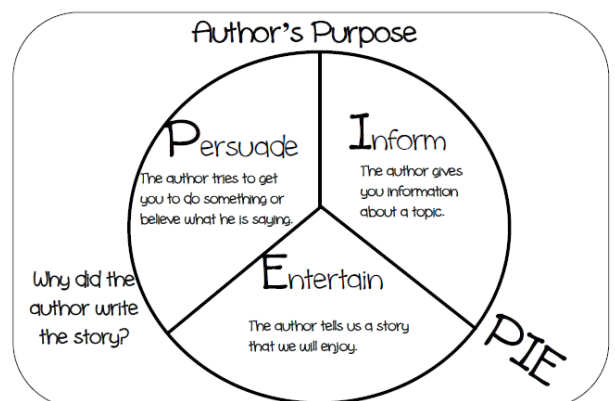 Author's Purpose
Persuade
The author tries to get
you to do something or
believe what he is saying.
Inform
The author gives
you information
about a topic.
Entertain
The author tells us a story
that we will enjoy.
Why did the
author write
the story?
PIE